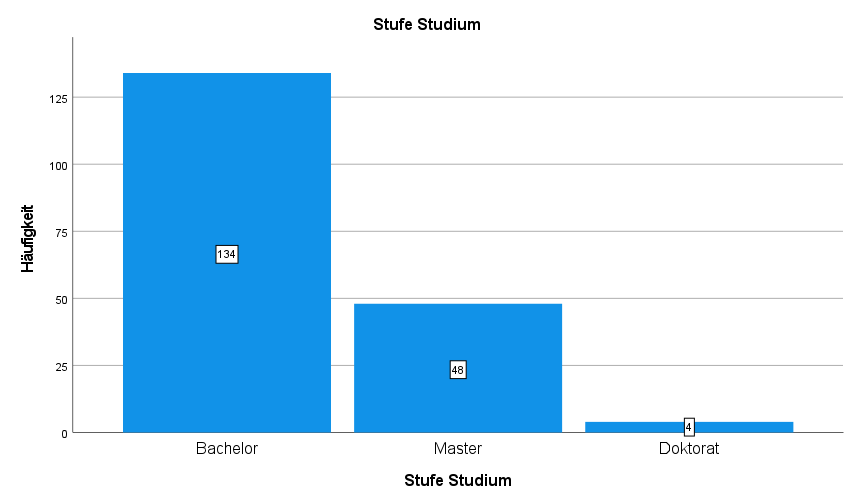 Stufe Studium
Häufigkeit
125
100
75
50
25
0
134
48
4
Bachelor
Master
Doktorat
Stufe Studium